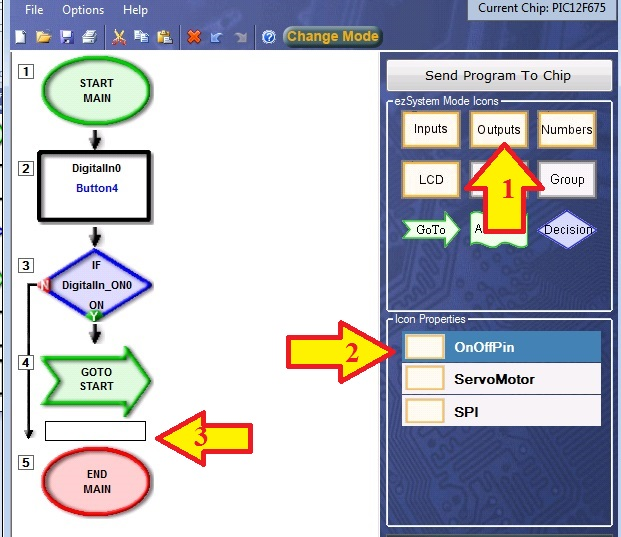 File Options Help
Current Chip: PIC12F675
Change Mode
1
START
MAIN
2
DigitalIn0
Button4
3
IF
DigitalIn_ON0
ON
N
Y
4
GOTO
START
3
5
END
MAIN
Send Program To Chip
ezSystem Mode Icons
Inputs Outputs Numbers
LCD Group
1
GoTo A Decision
Icon Properties
2
OnOffPin
ServoMotor
SPI